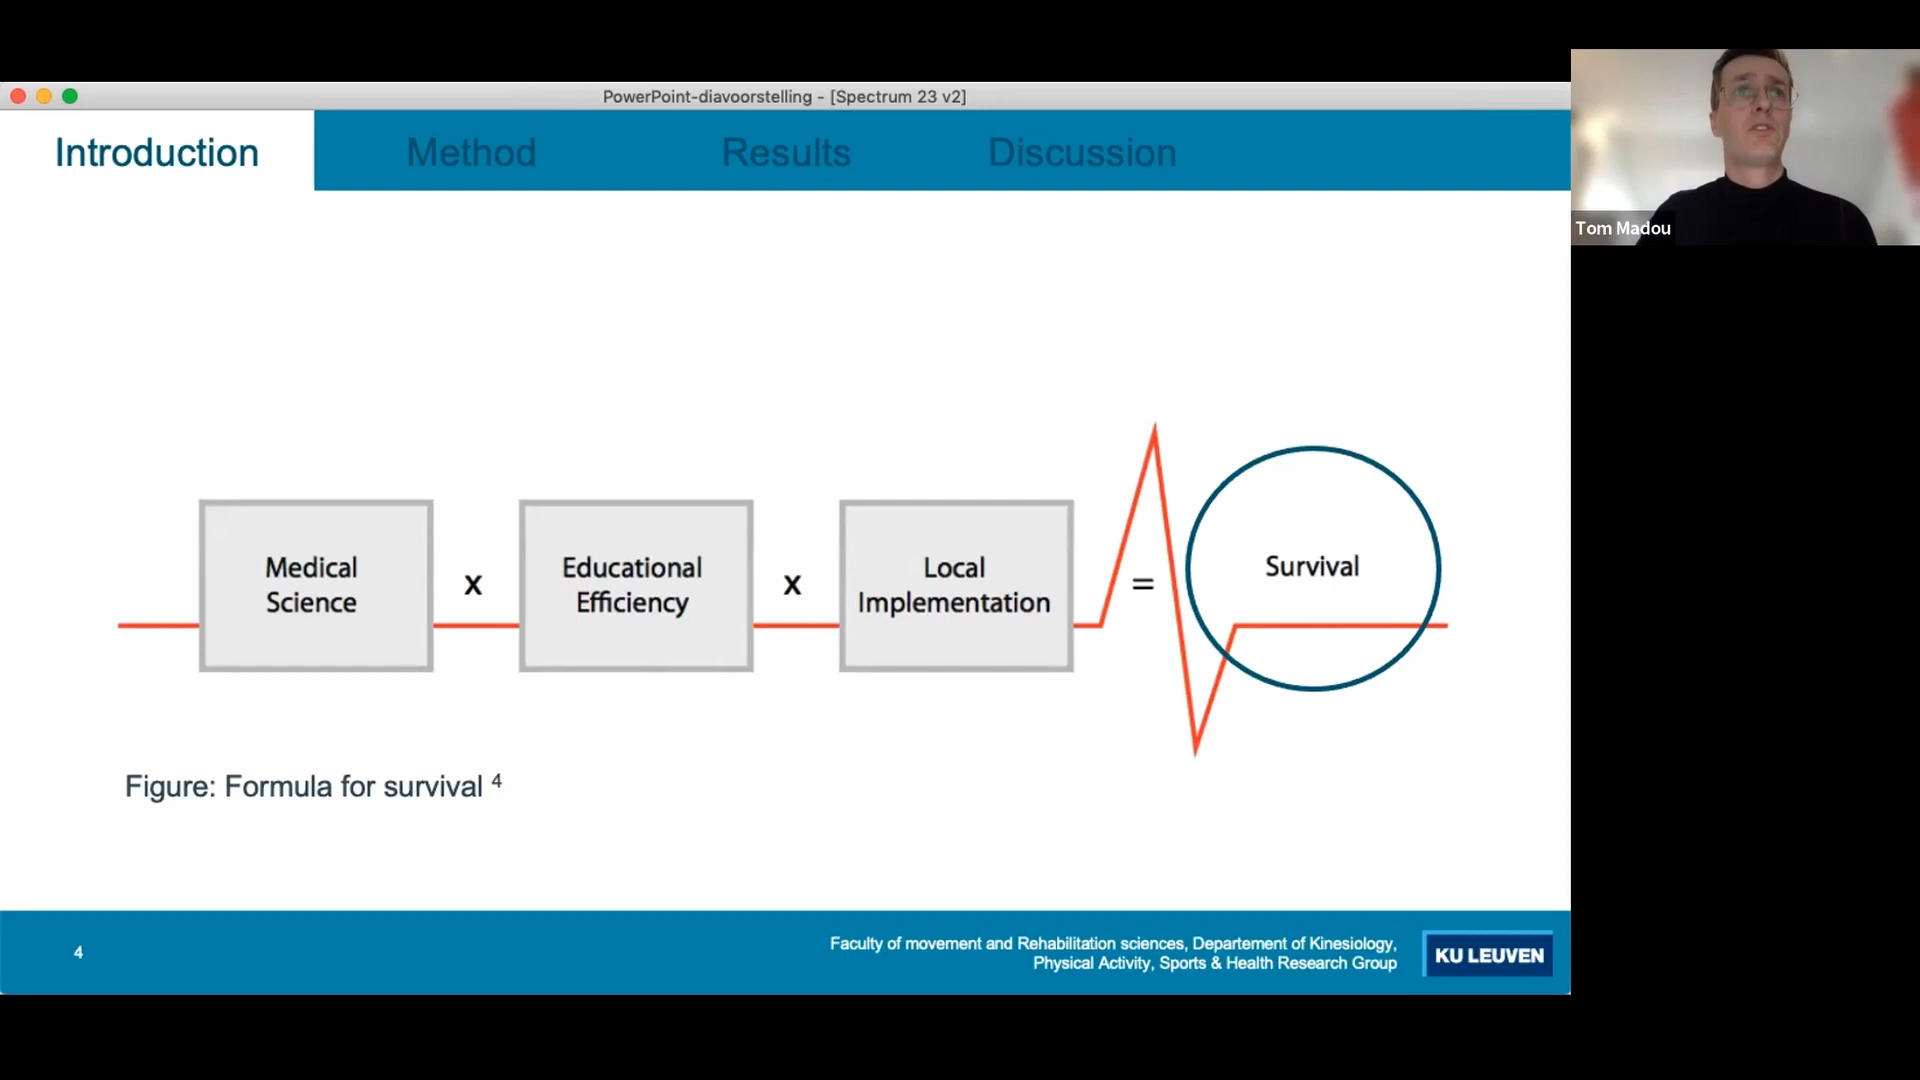 PowerPoint-diavoorstelling - [Spectrum 23 v2]
Introduction Method Results Discussion
Tom Madou
Medical
Science
x
Educational
Efficiency
x
Local
Implementation
=
Survival
Figure: Formula for survival 4
4
Faculty of movement and Rehabilitation sciences, Departement of Kinesiology,
Physical Activity, Sports & Health Research Group
KU LEUVEN